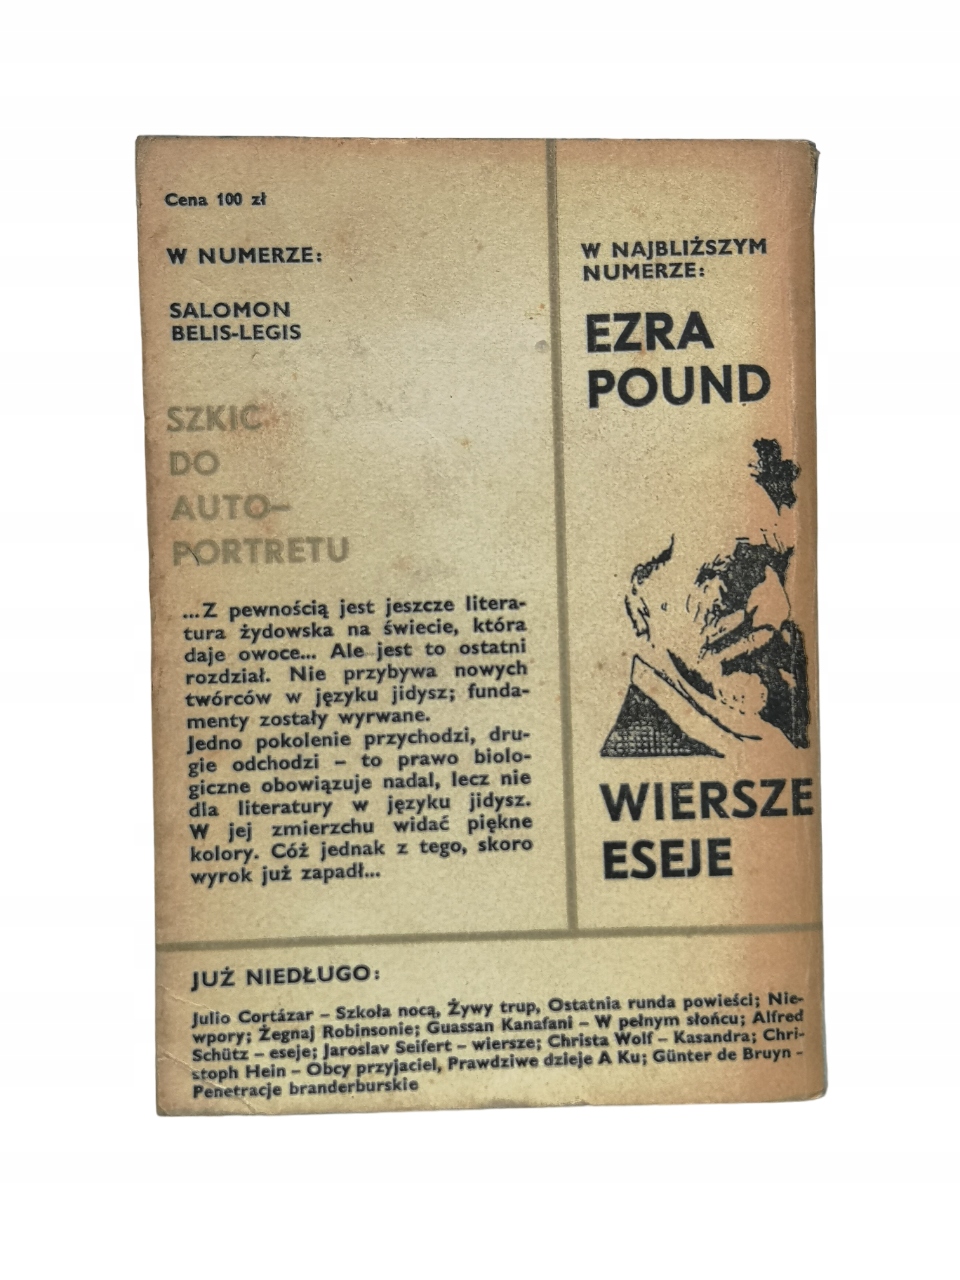 Cena 100 zł
W NUMERZE:
SALOMON
BELIS-LEGIS
SZKIC
DO
AUTO-
PORTRETU
...Z pewnością jest jeszcze litera-
tura żydowska na świecie, która
daje owoce... Ale jest to ostatni
rozdział. Nie przybywa nowych
twórców w języku jidysz; funda-
menty zostały wyrwane.
Jedno pokolenie przychodzi, dru-
gie odchodzi – to prawo biolo-
giczne obowiązuje nadal, lecz nie
dla literatury w języku jidysz.
W jej zmierzchu widać piękne
kolory. Cóż jednak z tego, skoro
wyrok już zapadł...
W NAJBLIŻSZYM
NUMERZE:
EZRA
POUND
WIERSZE
ESEJE
JUŻ NIEDŁUGO:
Julio Cortázar – Szkoła nocą, Żywy trup, Ostatnia runda powieści; Nie-
wpory; Żegnaj Robinsonie; Guassan Kanafani – W pełnym słońcu; Alfred
Schütz – eseje; Jaroslav Seifert – wiersze; Christa Wolf – Kasandra; Chri-
stoph Hein – Obcy przyjaciel, Prawdziwe dzieje A Ku; Günter de Bruyn –
Penetracje branderburskie